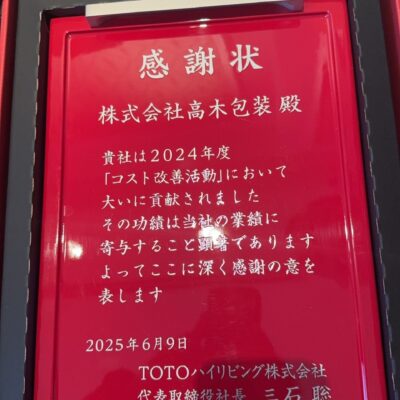 感謝状
株式会社高木包装 殿
貴社は2024年度
「コスト改善活動」において
大いに貢献されました
その功績は当社の業績に
寄与すること顕著であります
よってここに深く感謝の意を
表します
2025年6月9日
TOTOハイリビング株式会社
代表取締役社長 三石 聡